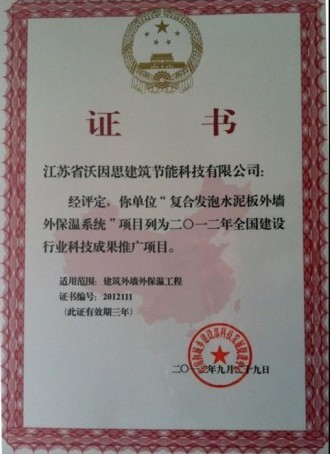 证 书
江苏省沃因思建筑节能科技有限公司：
经评定，你单位“复合发泡水泥板外墙
外保温系统”项目列为二〇一二年全国建设
行业科技成果推广项目。
适用范围：建筑外墙外保温工程
证书编号：2012111
（此证有效期三年）
二〇一二年九月二十九日